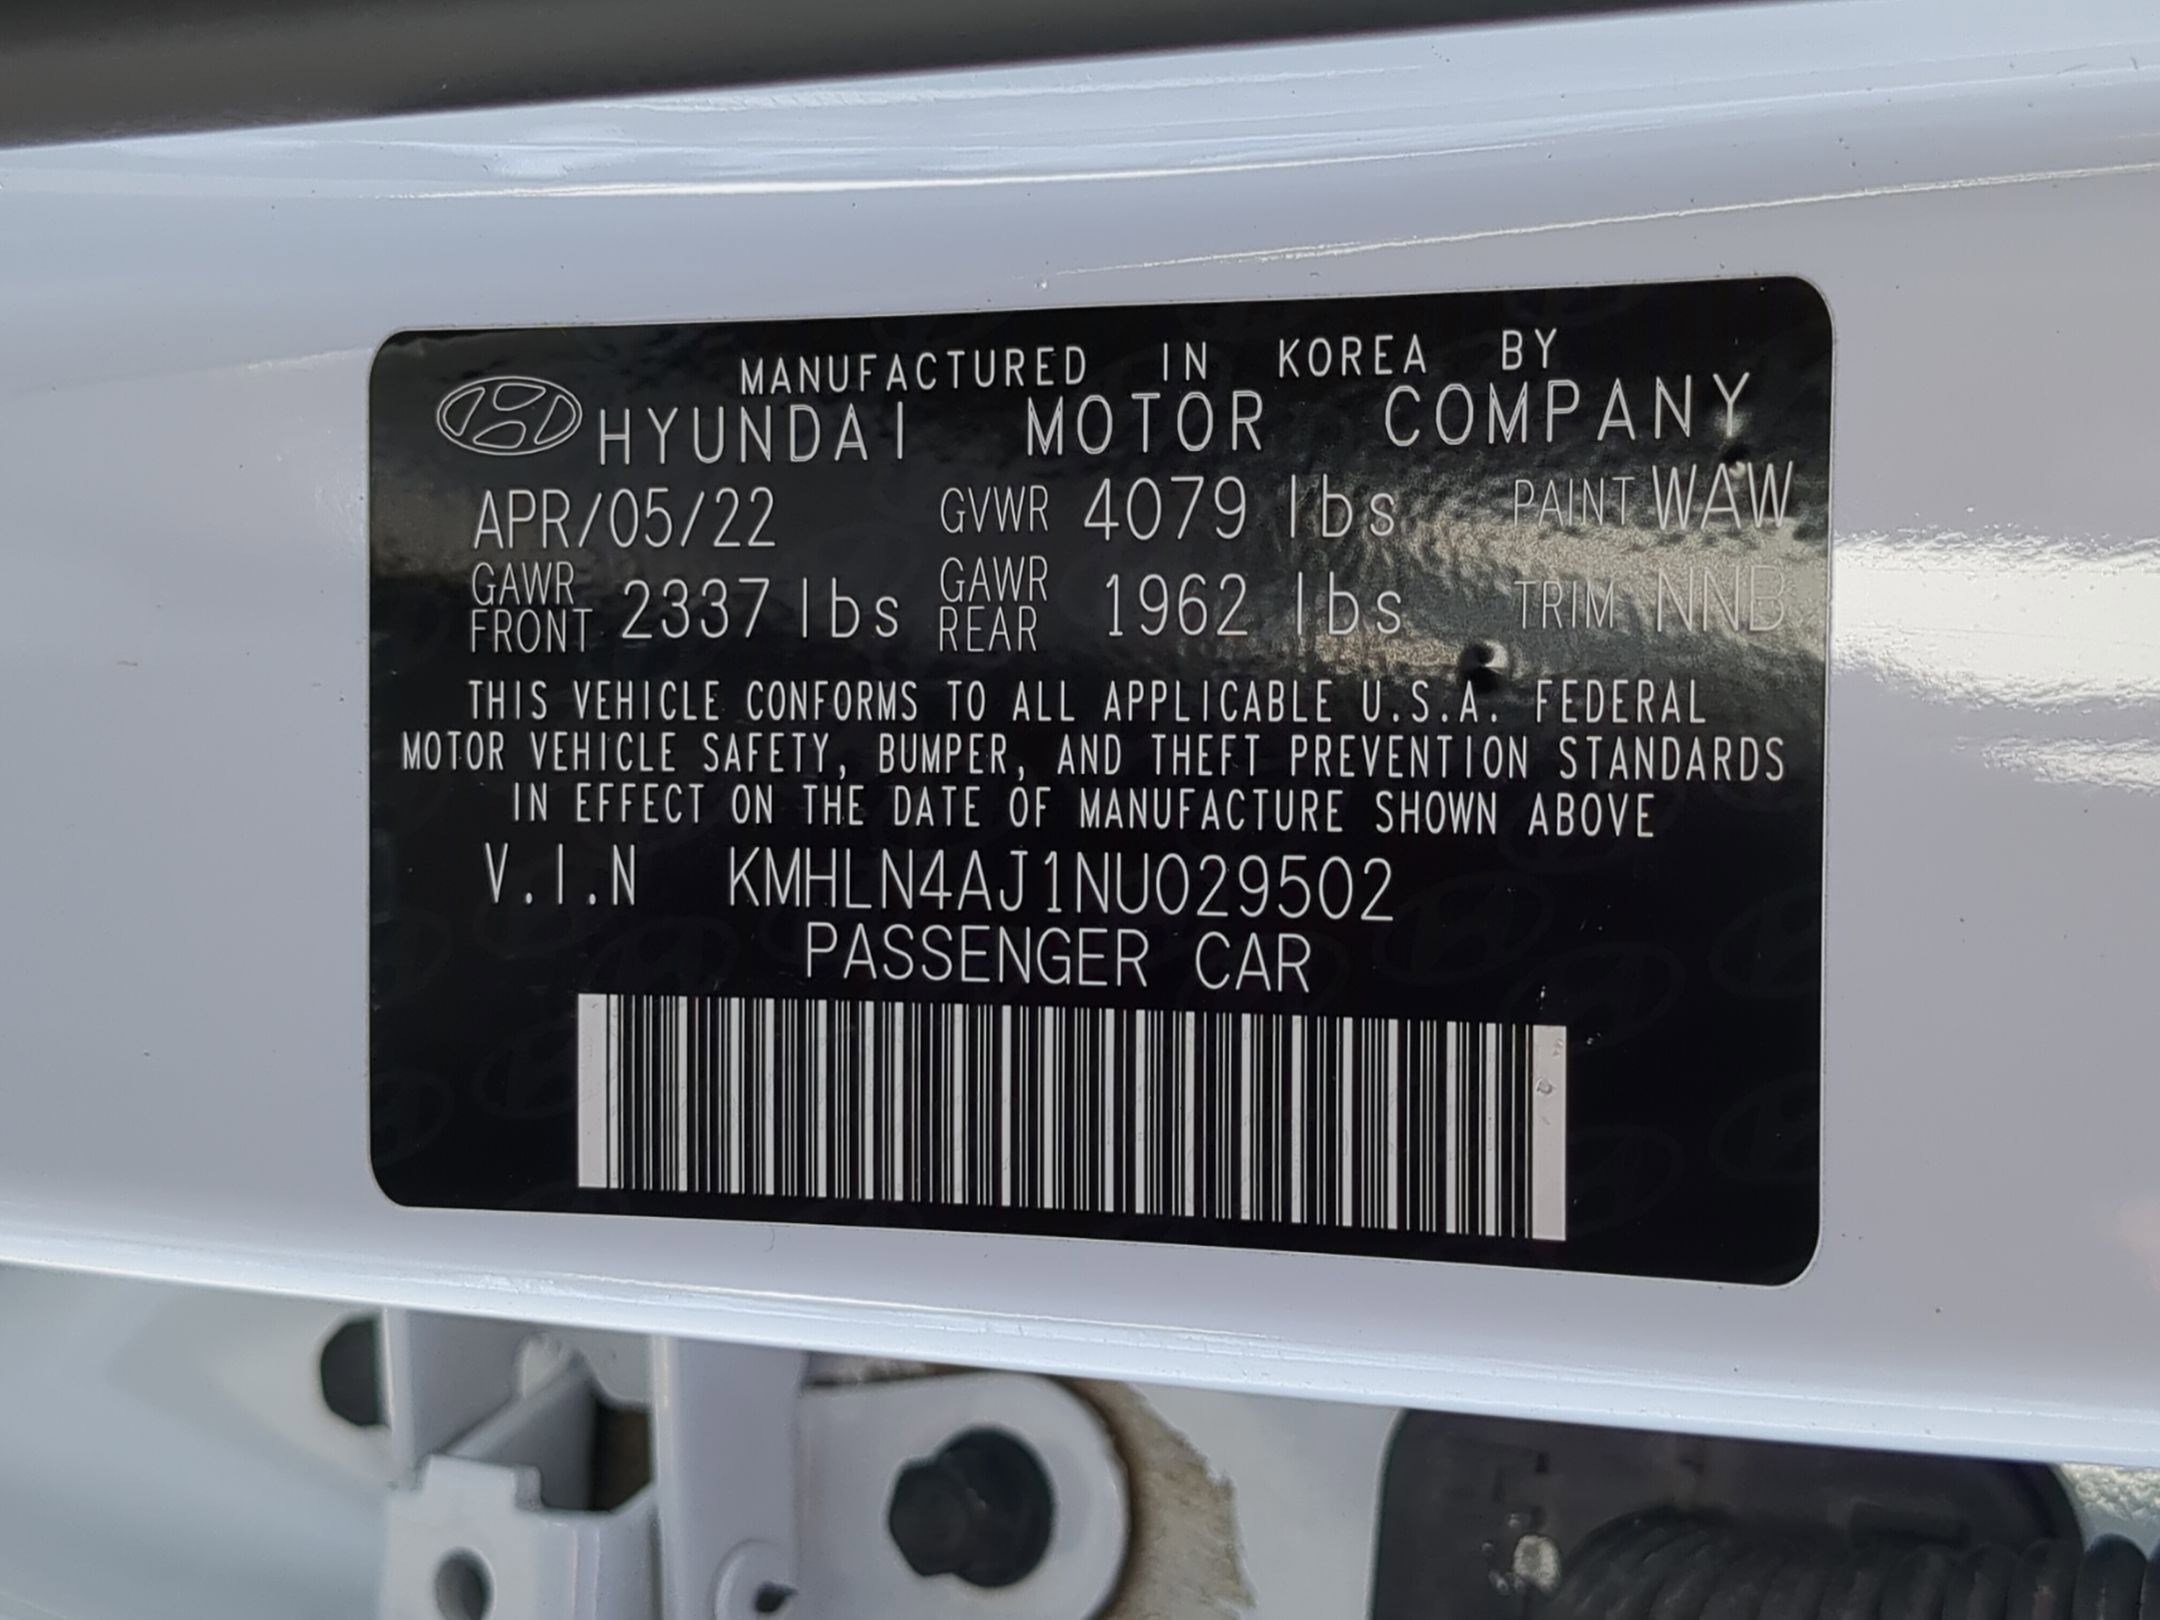 MANUFACTURED IN KOREA BY
HYUNDAI MOTOR COMPANY
APR/05/22 GVWR 4079 lbs PAINT WAW
GAWR FRONT 2337 lbs GAWR REAR 1962 lbs TRIM NNB
THIS VEHICLE CONFORMS TO ALL APPLICABLE U.S.A. FEDERAL
MOTOR VEHICLE SAFETY, BUMPER, AND THEFT PREVENTION STANDARDS
IN EFFECT ON THE DATE OF MANUFACTURE SHOWN ABOVE
V.I.N KMHLN4AJ1NU029502
PASSENGER CAR